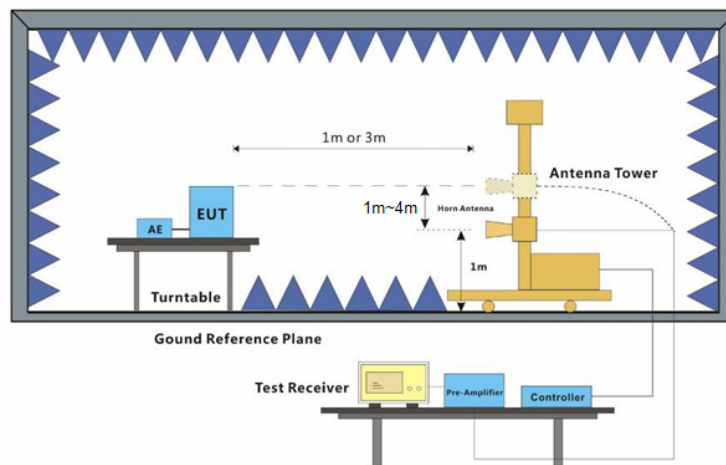 1m or 3m
Antenna Tower
1m~4m
Horn Antenna
EUT
AE
1m
Turntable
Gound Reference Plane
Test Receiver
Pre-Amplifier
Controller